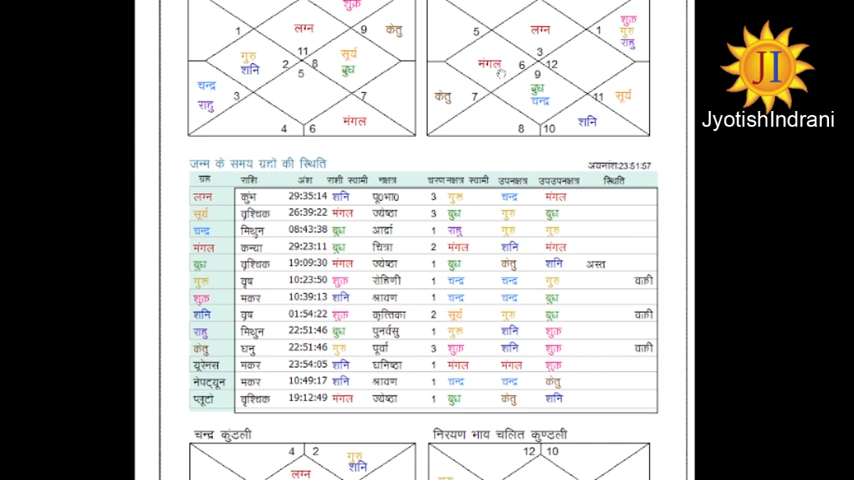 शुक्र
1 लग्न 9 केतु
गुरु
शनि
11
2 8
5
सूर्य
बुध
चन्द्र
राहु
3
7
मंगल
4 6
5 लग्न 1
शुक्र
गुरु
राहु
मंगल
3
6 12
9
केतु 7
बुध
चन्द्र
11 सूर्य
शनि
8 10
JI
JyotishIndrani
जन्म के समय ग्रहों की स्थिति अयनांश:23:51:57
ग्रह राशि अंश राशी स्वामी नक्षत्र चरण नक्षत्र स्वामी उपनक्षत्र उपउपनक्षत्र स्थिति
लग्न कुंभ 29:35:14 शनि पू0भा0 3 गुरु चन्द्र मंगल
सूर्य वृश्चिक 26:39:22 मंगल ज्येष्ठा 3 बुध गुरु बुध
चन्द्र मिथुन 08:43:38 बुध आर्द्रा 1 राहु गुरु गुरु
मंगल कन्या 29:23:11 बुध चित्रा 2 मंगल शनि मंगल
बुध वृश्चिक 19:09:30 मंगल ज्येष्ठा 1 बुध केतु शनि अस्त
गुरु वृष 10:23:50 शुक्र रोहिणी 1 चन्द्र चन्द्र गुरु वक्री
शुक्र मकर 10:39:13 शनि श्रावण 1 चन्द्र चन्द्र बुध
शनि वृष 01:54:22 शुक्र कृत्तिका 2 सूर्य गुरु बुध वक्री
राहु मिथुन 22:51:46 बुध पुनर्वसु 1 गुरु शनि शुक्र
केतु धनु 22:51:46 गुरु पूर्वा 3 शुक्र शनि शुक्र वक्री
यूरेनस मकर 23:54:05 शनि धनिष्ठा 1 मंगल मंगल शुक्र
नेपट्यून मकर 10:49:17 शनि श्रावण 1 चन्द्र चन्द्र केतु
प्लूटो वृश्चिक 19:12:49 मंगल ज्येष्ठा 1 बुध केतु शनि
चन्द्र कुंडली
निरयण भाव चलित कुण्डली
4 2
गुरु
शनि
लग्न
12 10